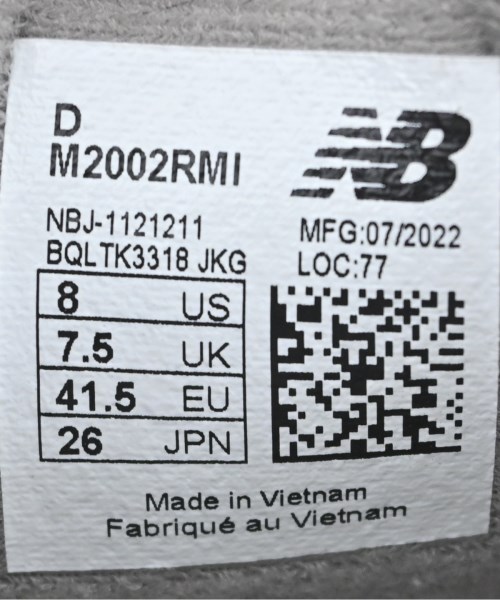 D
M2002RMI
NB
NBJ-1121211
BQLTK3318 JKG
MFG:07/2022
LOC:77
8 US
7.5 UK
41.5 EU
26 JPN
Made in Vietnam
Fabriqué au Vietnam